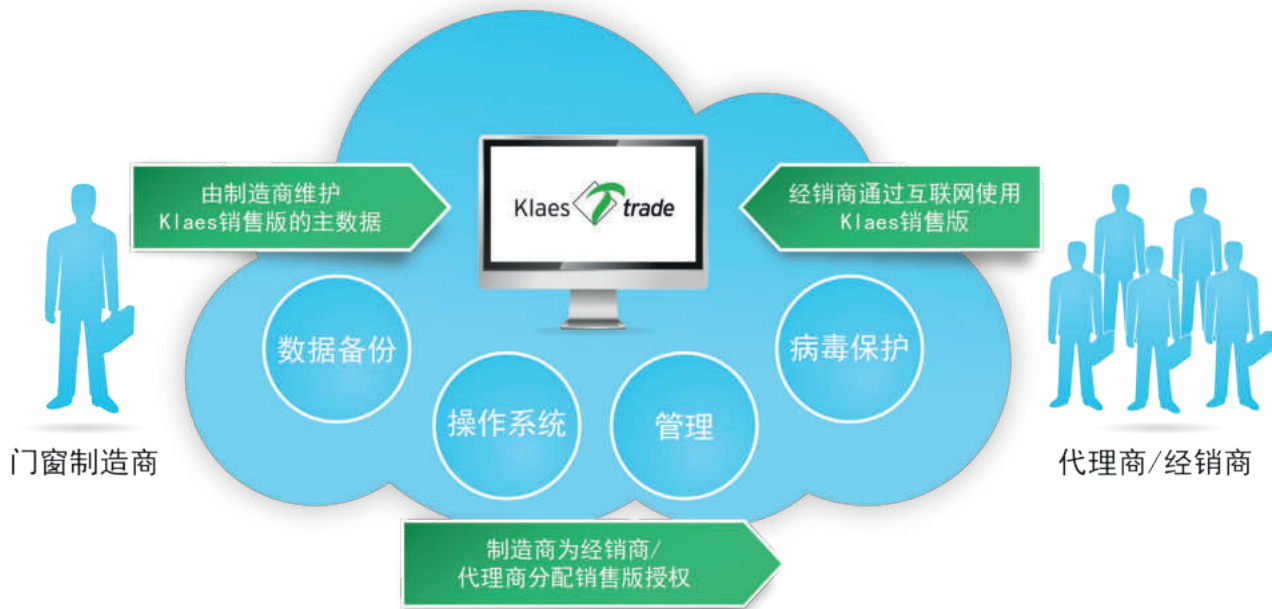 由制造商维护
Klaes销售版的主数据
Klaes trade
经销商通过互联网使用
Klaes销售版
数据备份
操作系统
管理
病毒保护
门窗制造商
代理商/经销商
制造商为经销商/
代理商分配销售版授权